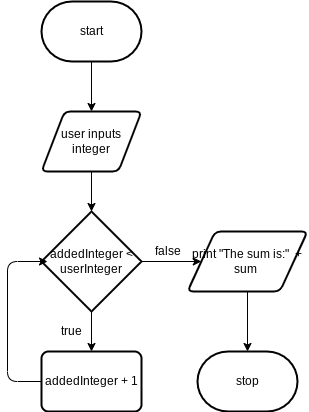 start
user inputs
integer
addedInteger <
userInteger
false
print "The sum is:" +
sum
true
addedInteger + 1
stop